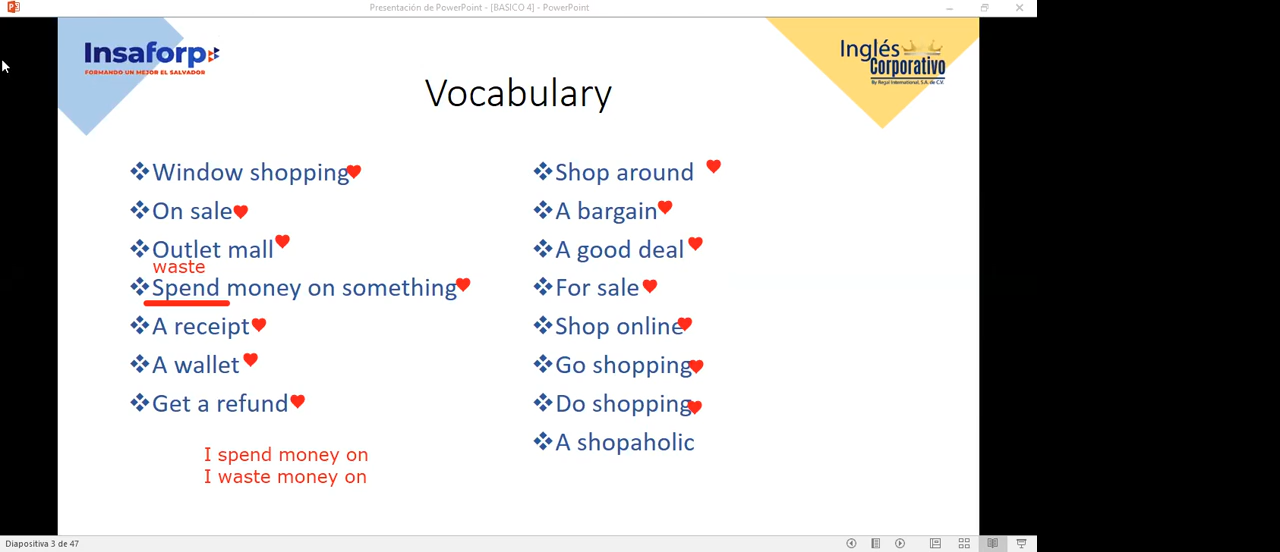 Presentación de PowerPoint - [BASICO 4] - PowerPoint
Insaforp
FORMANDO UN MEJOR EL SALVADOR
Inglés
Corporativo
By Regal International, S.A. de C.V.
Vocabulary
Window shopping
On sale
Outlet mall
waste
Spend money on something
A receipt
A wallet
Get a refund
I spend money on
I waste money on
Shop around
A bargain
A good deal
For sale
Shop online
Go shopping
Do shopping
A shopaholic
Diapositiva 3 de 47